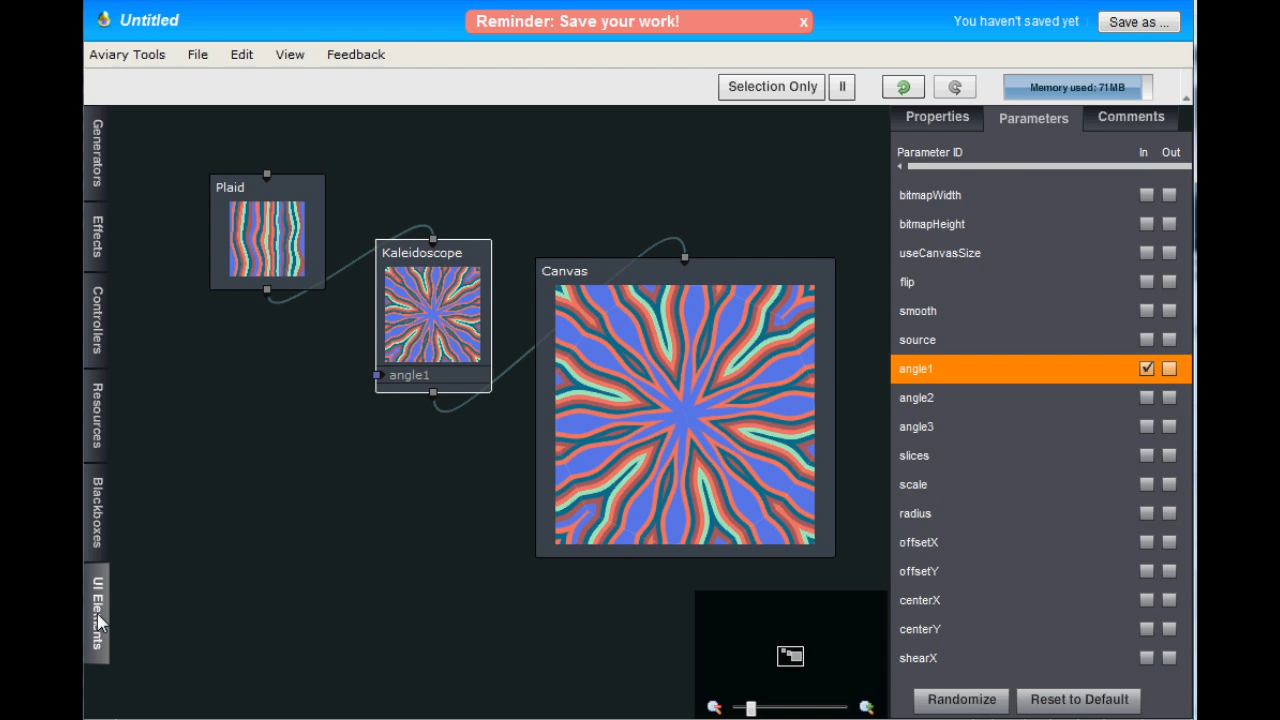 Untitled
Reminder: Save your work! x
You haven't saved yet
Save as ...
Aviary Tools File Edit View Feedback
Selection Only
II
Memory used: 71MB
Generators
Effects
Controllers
Resources
Blackboxes
UI Elements
Plaid
Kaleidoscope
angle1
Canvas
Properties Parameters Comments
Parameter ID In Out
bitmapWidth
bitmapHeight
useCanvasSize
flip
smooth
source
angle1
angle2
angle3
slices
scale
radius
offsetX
offsetY
centerX
centerY
shearX
Randomize Reset to Default